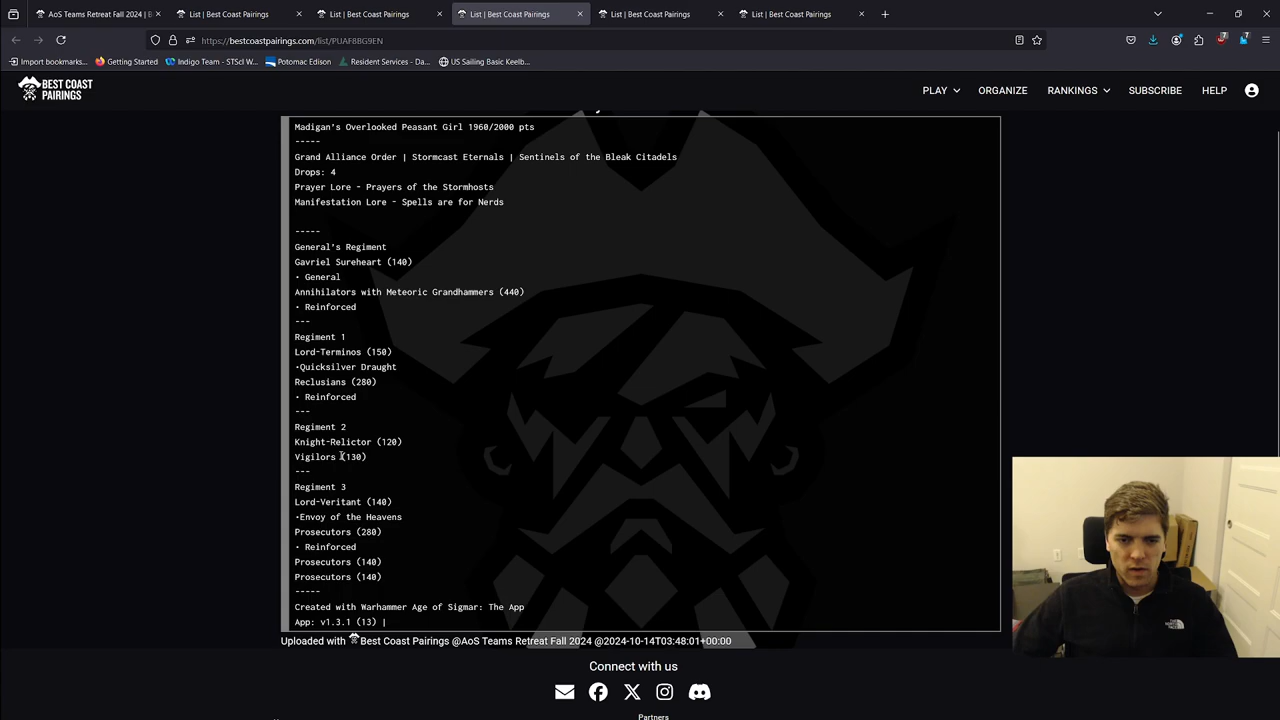 AoS Teams Retreat Fall 2024 | B
List | Best Coast Pairings
List | Best Coast Pairings
List | Best Coast Pairings
List | Best Coast Pairings
List | Best Coast Pairings
https://bestcoastpairings.com/list/PUAF8BG9EN
7
7
Import bookmarks...
Getting Started
Indigo Team - STScI W...
Potomac Edison
Resident Services - Da...
US Sailing Basic Keelb...
BEST COAST
PAIRINGS
PLAY
ORGANIZE
RANKINGS
SUBSCRIBE
HELP
Madigan's Overlooked Peasant Girl 1960/2000 pts
-----
Grand Alliance Order | Stormcast Eternals | Sentinels of the Bleak Citadels
Drops: 4
Prayer Lore - Prayers of the Stormhosts
Manifestation Lore - Spells are for Nerds
-----
General's Regiment
Gavriel Sureheart (140)
• General
Annihilators with Meteoric Grandhammers (440)
• Reinforced
---
Regiment 1
Lord-Terminos (150)
•Quicksilver Draught
Reclusians (280)
• Reinforced
---
Regiment 2
Knight-Relictor (120)
Vigilors (130)
---
Regiment 3
Lord-Veritant (140)
•Envoy of the Heavens
Prosecutors (280)
• Reinforced
Prosecutors (140)
Prosecutors (140)
-----
Created with Warhammer Age of Sigmar: The App
App: v1.3.1 (13) |
Uploaded with Best Coast Pairings @AoS Teams Retreat Fall 2024 @2024-10-14T03:48:01+00:00
Connect with us
Partners